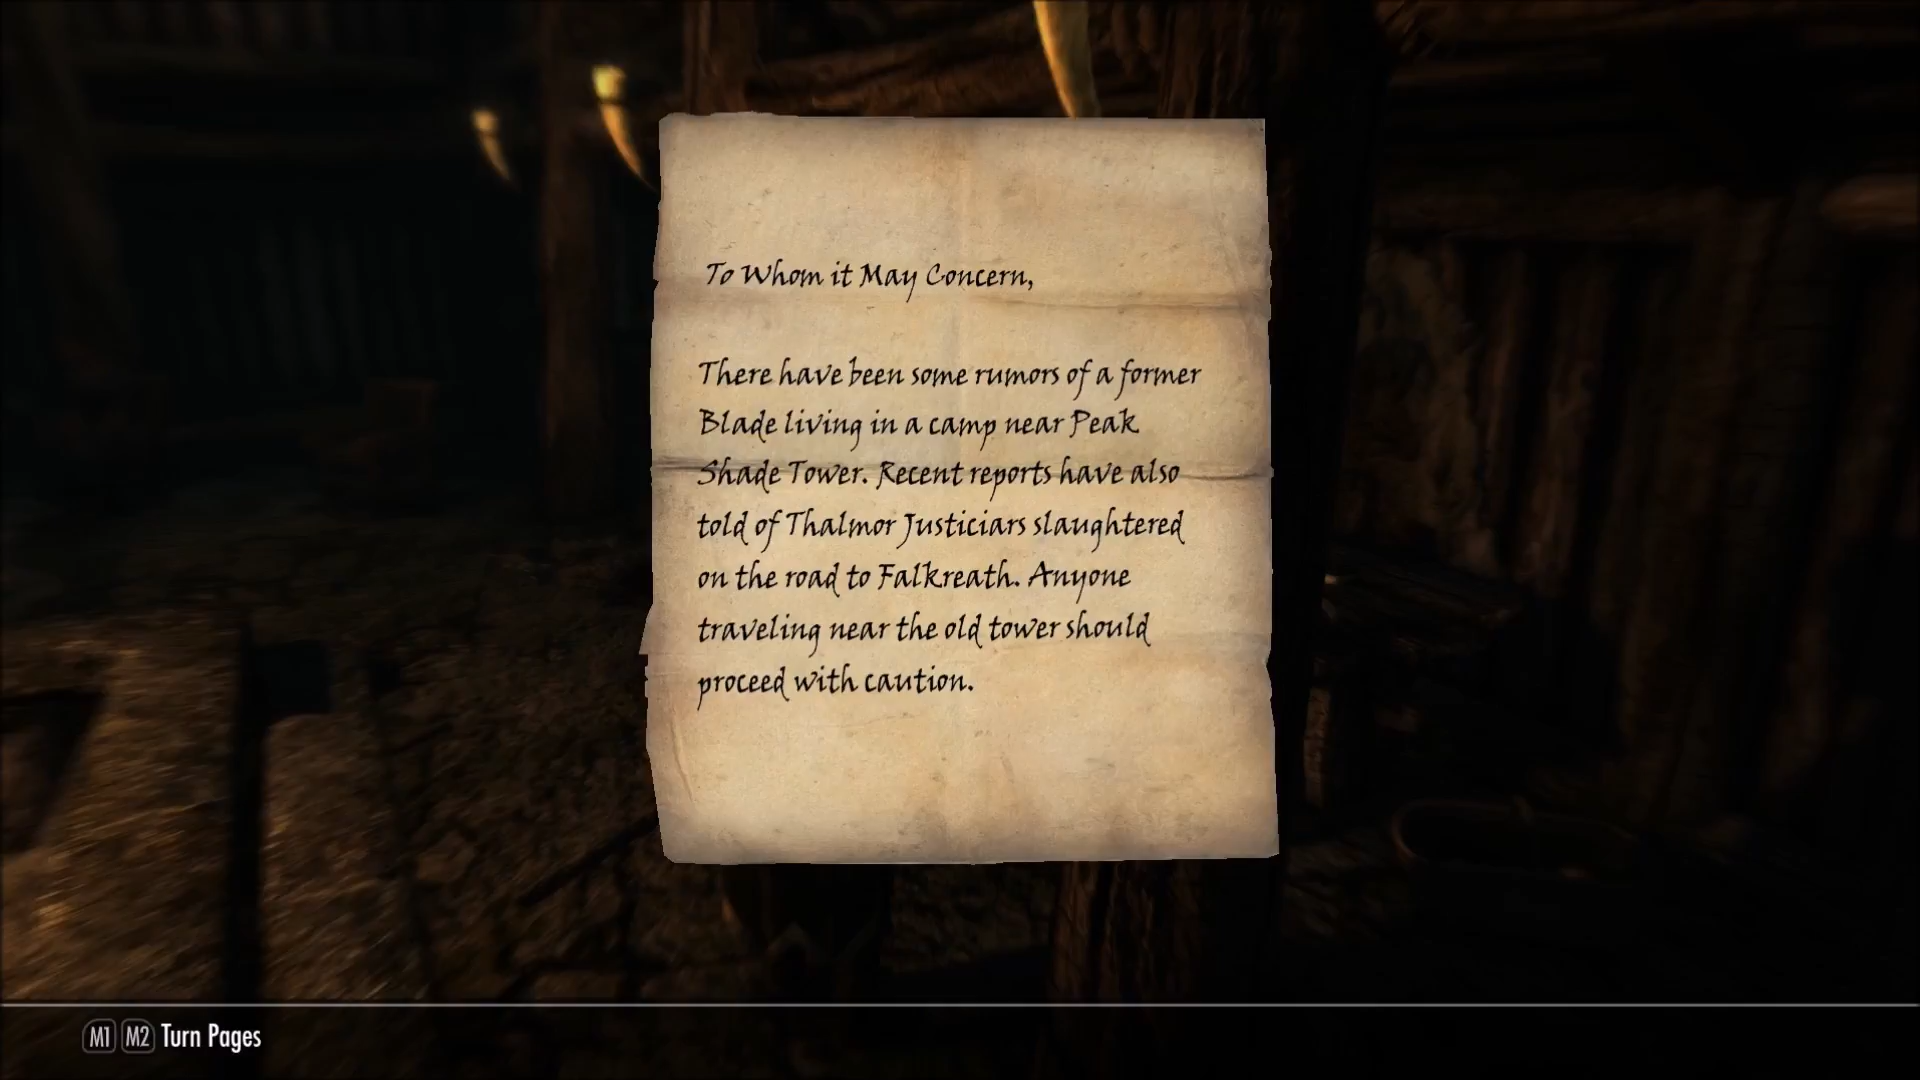 To Whom it May Concern,
There have been some rumors of a former
Blade living in a camp near Peak
Shade Tower. Recent reports have also
told of Thalmor Justiciars slaughtered
on the road to Falkreath. Anyone
traveling near the old tower should
proceed with caution.
M1 M2 Turn Pages